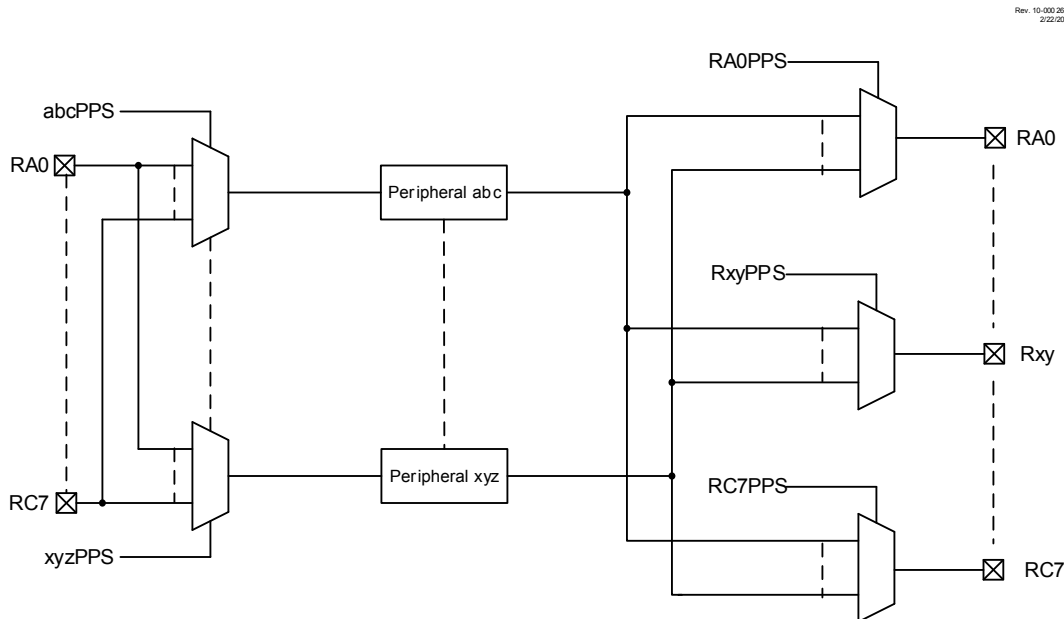 Rev. 10-000 26
2/22/20
RA0PPS
abcPPS
RA0
RA0
Peripheral abc
RxyPPS
Rxy
Peripheral xyz
RC7PPS
RC7
xyzPPS
RC7